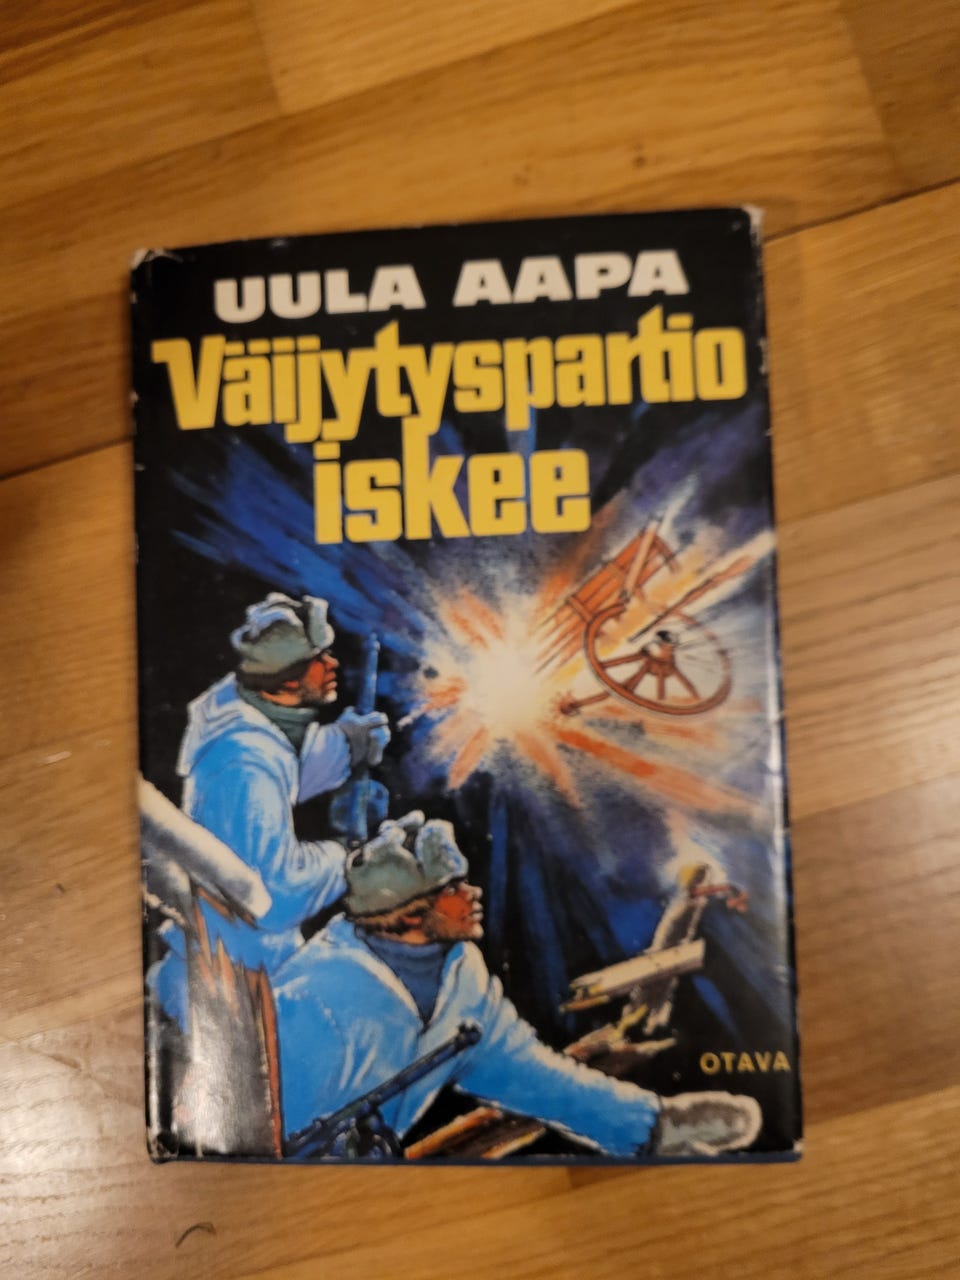 UULA AAPA
Väijytyspartio
iskee
OTAVA